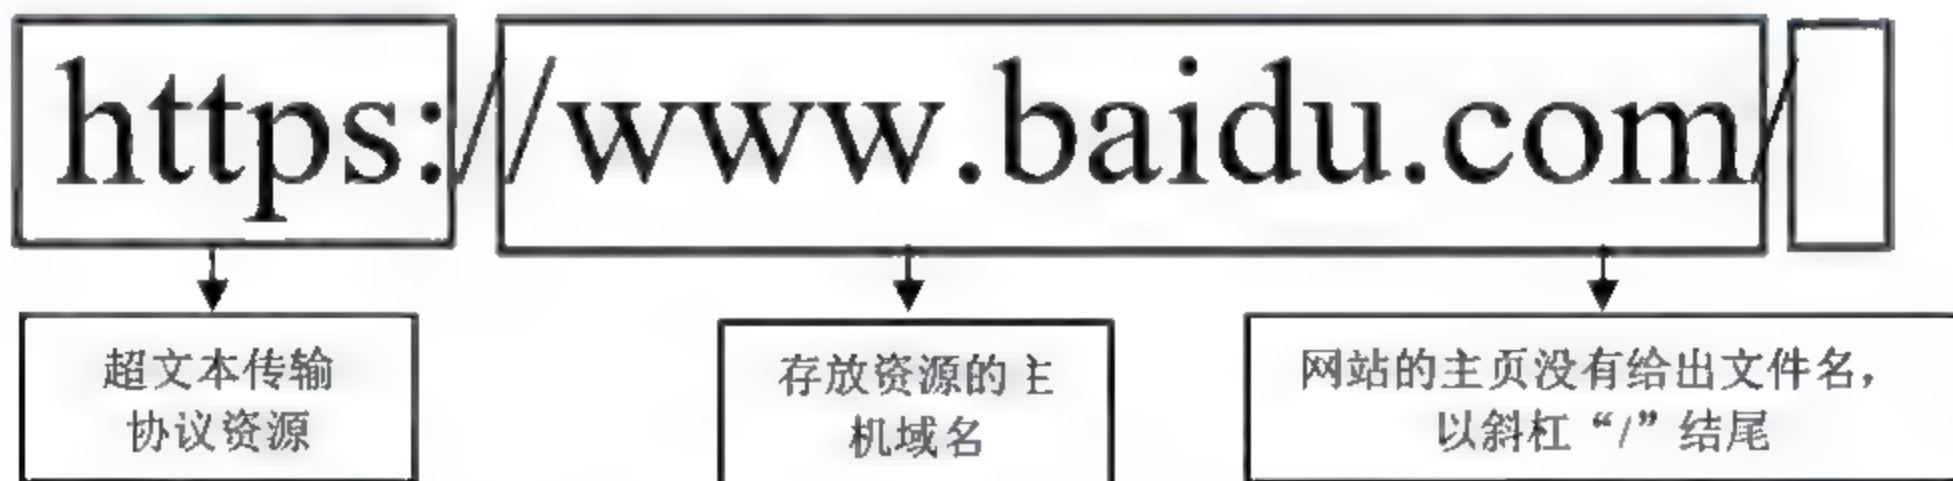 https://www.baidu.com/
超文本传输
协议资源
存放资源的主
机域名
网站的主页没有给出文件名，
以斜杠“/”结尾